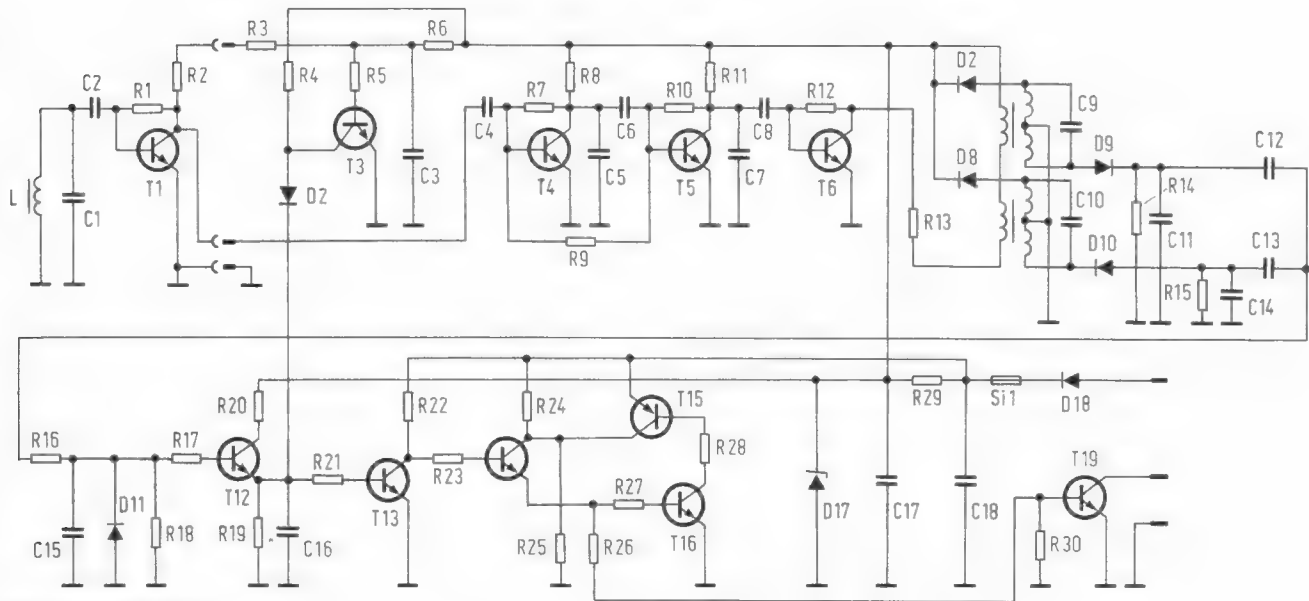 R3
R6
C2
R1
R2
R4
R5
R8
R11
D2
C9
R7
R10
R12
C4
C6
C8
T3
C3
T4
C5
T5
C7
T6
D8
D9
C12
L
C1
T1
D2
R9
R13
C10
R14
C11
D10
C13
R15
C14
R20
R22
R24
T15
R29
Si1
D18
R16
R17
R28
R21
R23
T19
T12
T13
R27
D11
R18
R19
C15
C16
R25
R26
T16
D17
C17
C18
R30